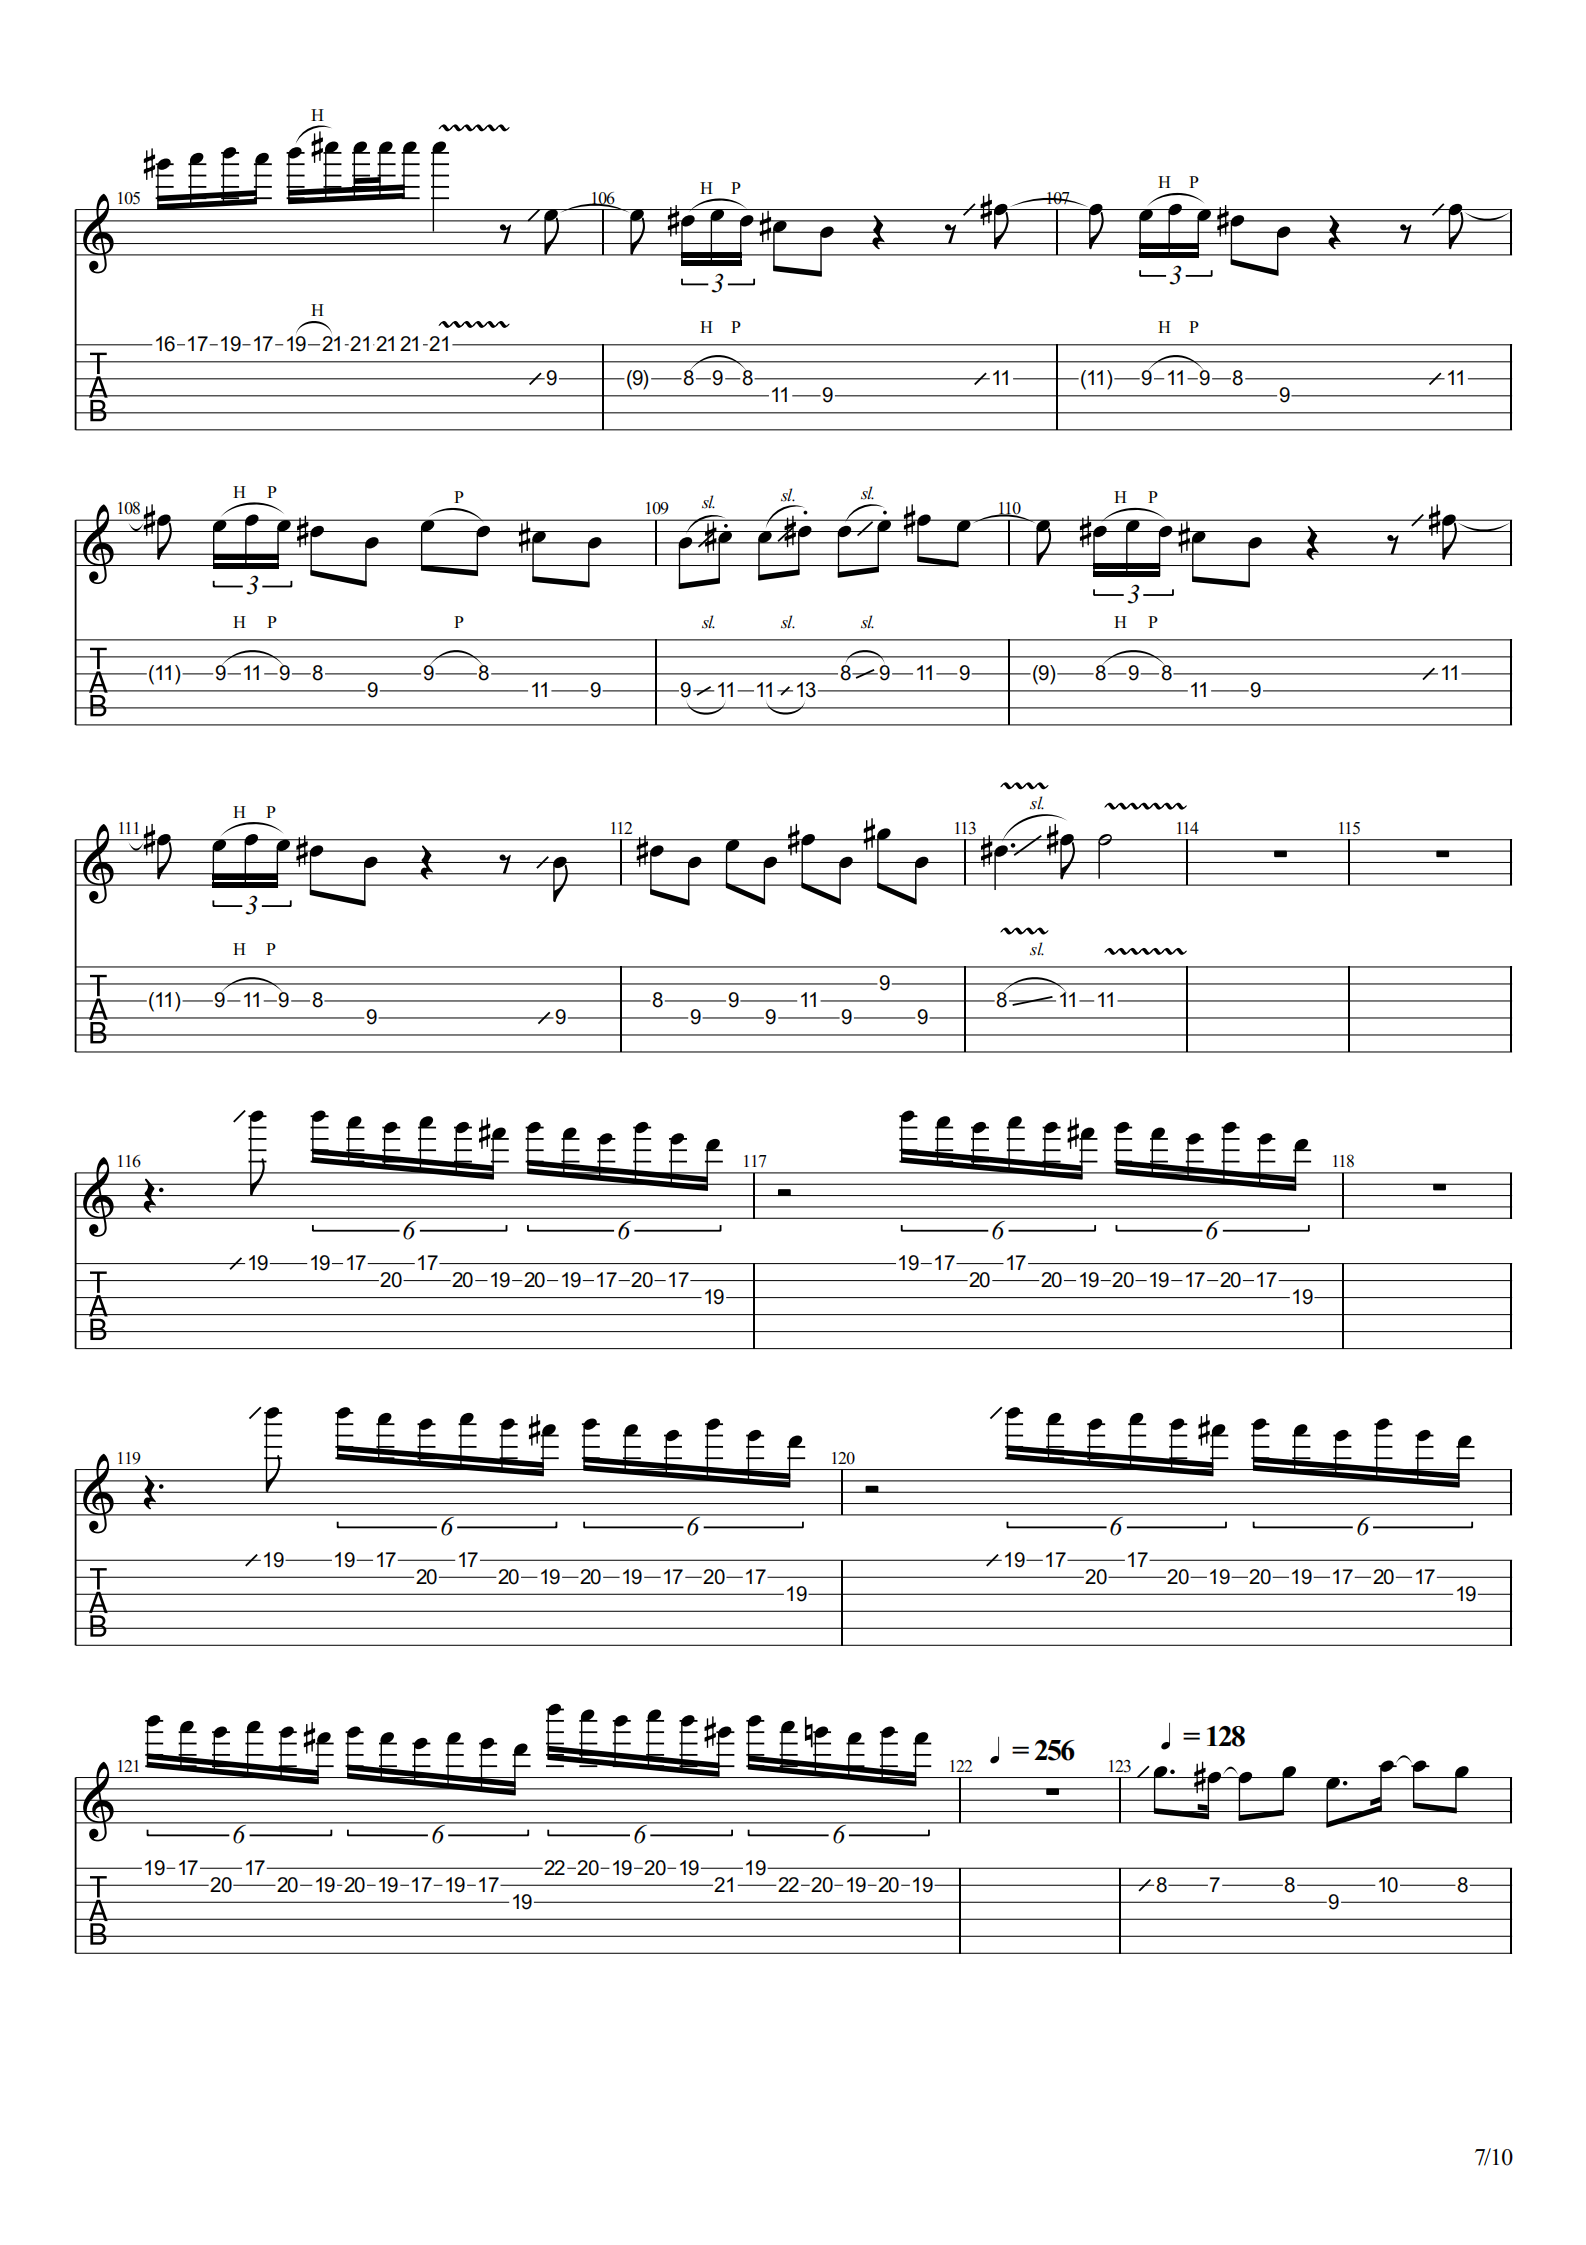 H
105 106 H P 107 H P
3 3
H H P H P
16 17 19 17 19 21 21 21 21 21
T 9 (9) 8 9 8 11 (11) 9 11 9 8 11
A 11 9 9
B
108 H P P 109 sl. sl. sl. 110 H P
3 3
H P P sl. sl. sl. H P
T (11) 9 11 9 8 9 8 8 9 11 9 (9) 8 9 8 11
A 9 11 9 9 11 11 13 11 9
B
111 H P 112 113 sl. 114 115
3
H P sl.
T 9
A (11) 9 11 9 8 8 9 11 8 11 11
B 9 9 9 9 9 9
116 117 118
6 6 6 6
19 19 17 17 19 17 17
T 20 20 19 20 19 17 20 17 20 20 19 20 19 17 20 17
A 19 19
B
119 120
6 6 6 6
19 19 17 17 19 17 17
T 20 20 19 20 19 17 20 17 20 20 19 20 19 17 20 17
A 19 19
B
121 122 = 256 123 = 128
6 6 6 6
19 17 17 22 20 19 20 19 19
T 20 20 19 20 19 17 19 17 21 22 20 19 20 19 8 7 8 10 8
A 19 9
B
7/10